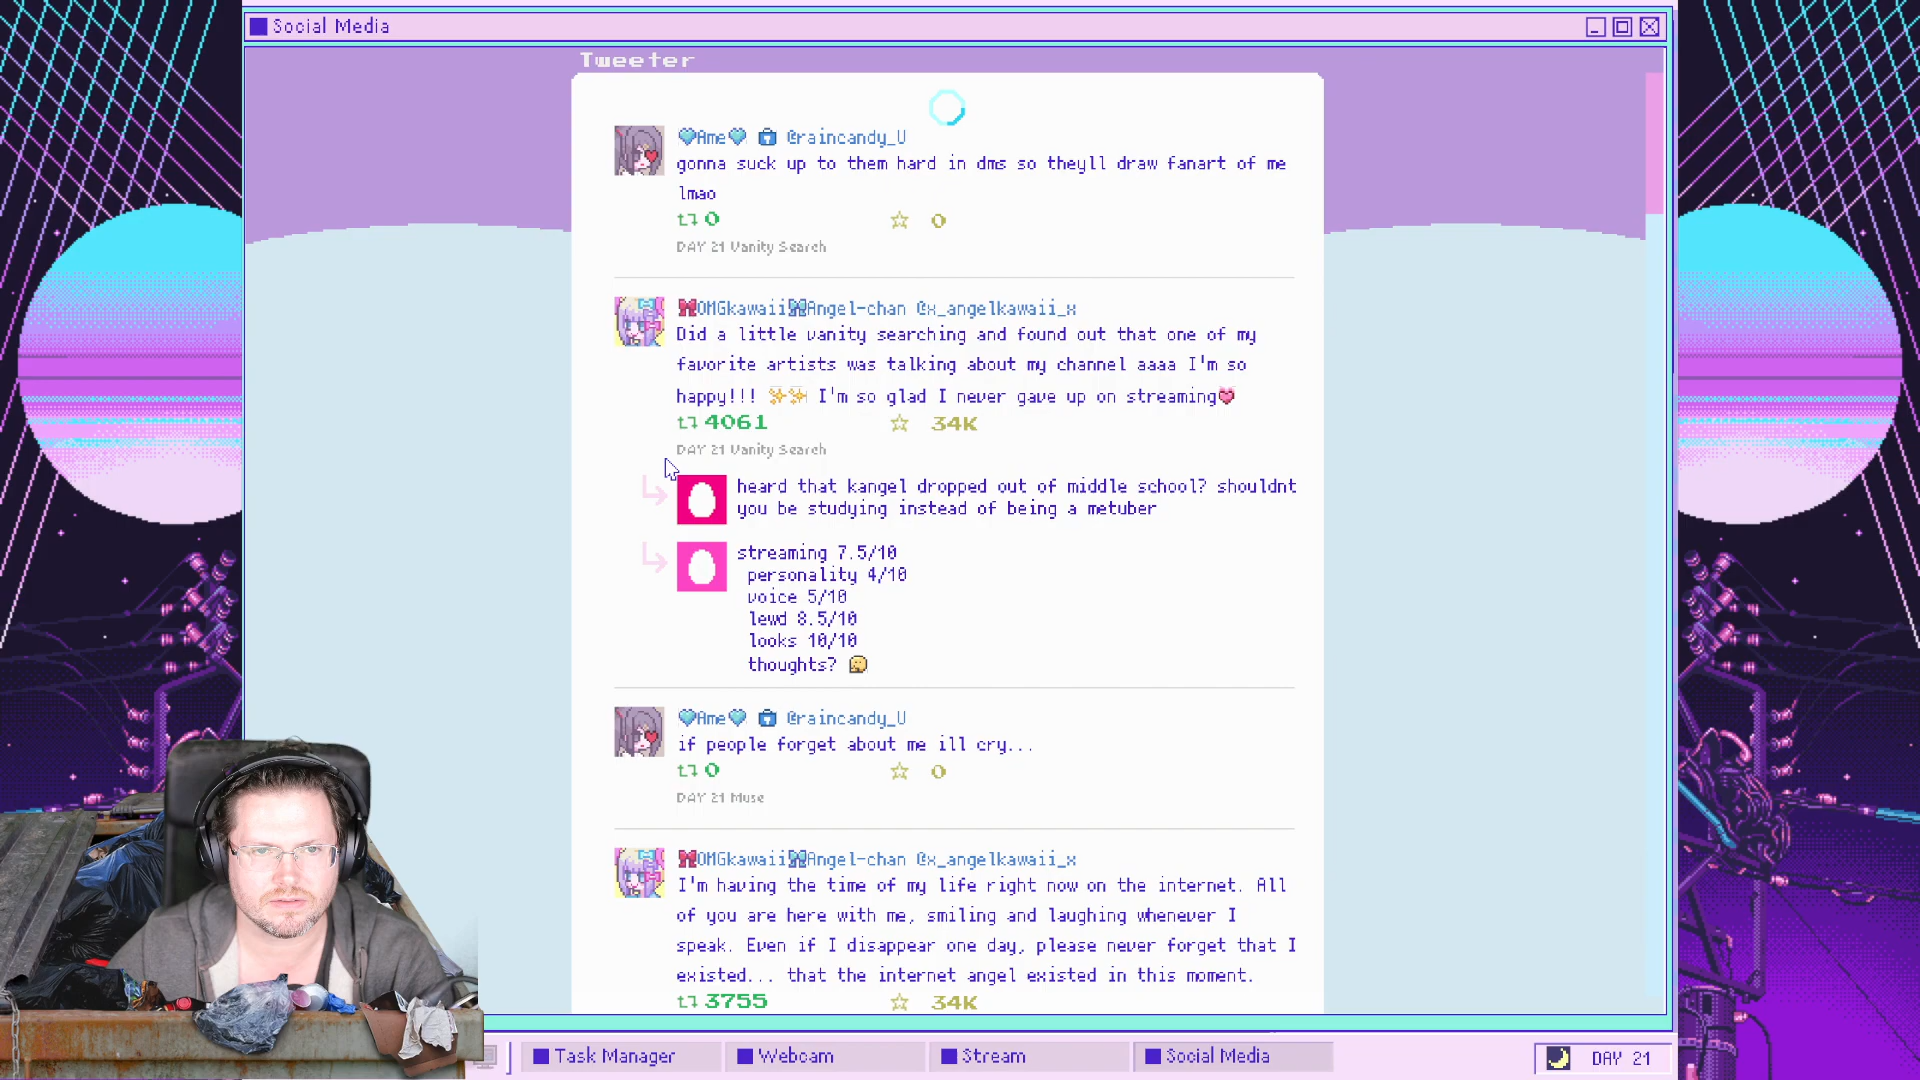 Social Media
Tweeter
Ame @raincandy_U
gonna suck up to them hard in dms so theyll draw fanart of me
lmao
0 0
DAY 21 Vanity Search
OMGkawaii Angel-chan @x_angelkawaii_x
Did a little vanity searching and found out that one of my
favorite artists was talking about my channel aaaa I'm so
happy!!! ✨✨ I'm so glad I never gave up on streaming💗
4061 34K
DAY 21 Vanity Search
heard that kangel dropped out of middle school? shouldnt
you be studying instead of being a metuber
streaming 7.5/10
personality 4/10
voice 5/10
lewd 8.5/10
looks 10/10
thoughts? 🤔
Ame @raincandy_U
if people forget about me ill cry...
0 0
DAY 21 Muse
OMGkawaii Angel-chan @x_angelkawaii_x
I'm having the time of my life right now on the internet. All
of you are here with me, smiling and laughing whenever I
speak. Even if I disappear one day, please never forget that I
existed... that the internet angel existed in this moment.
3755 34K
Task Manager Webcam Stream Social Media DAY 21